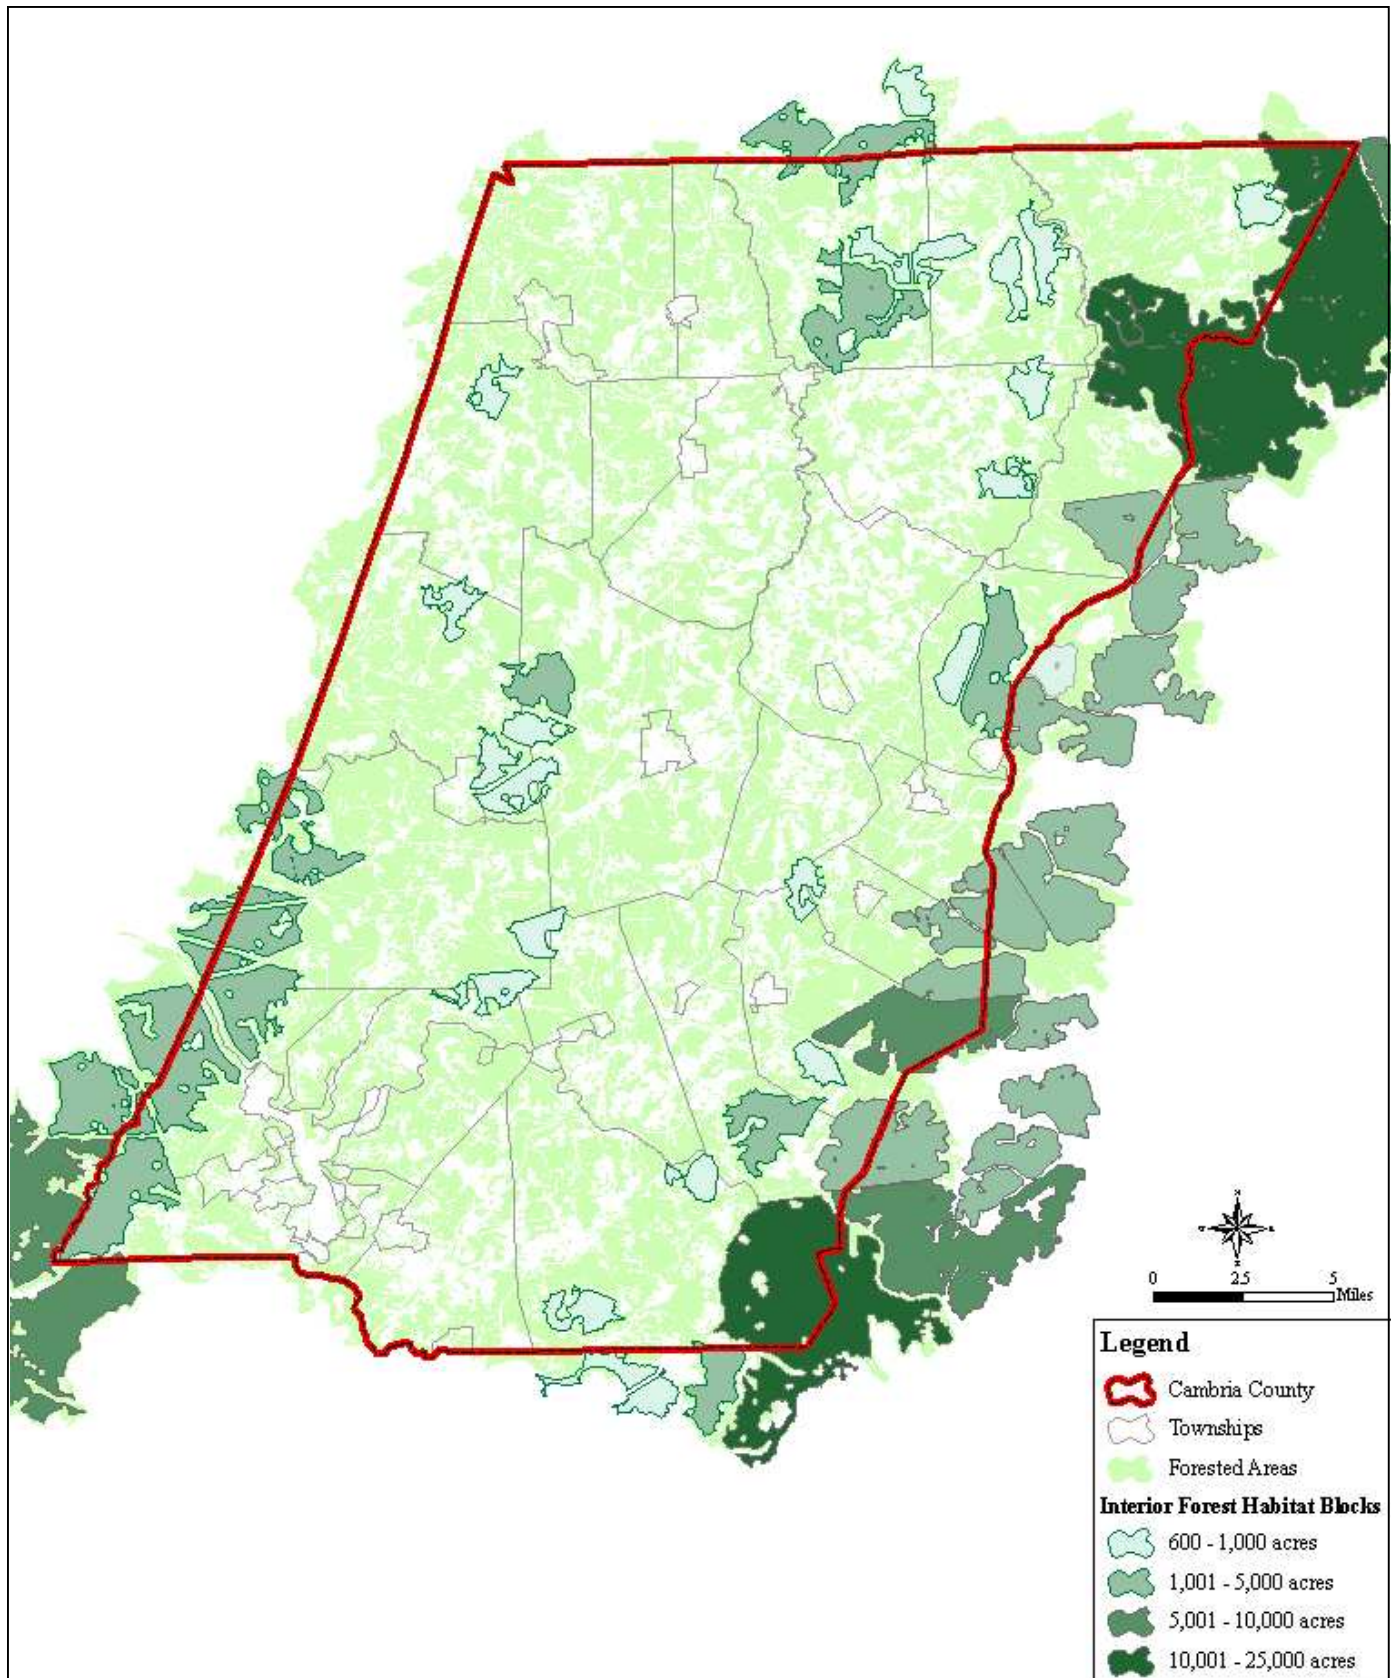 0 2.5 5
Miles
Legend
Cambria County
Townships
Forested Areas
Interior Forest Habitat Blocks
600 - 1,000 acres
1,001 - 5,000 acres
5,001 - 10,000 acres
10,001 - 25,000 acres